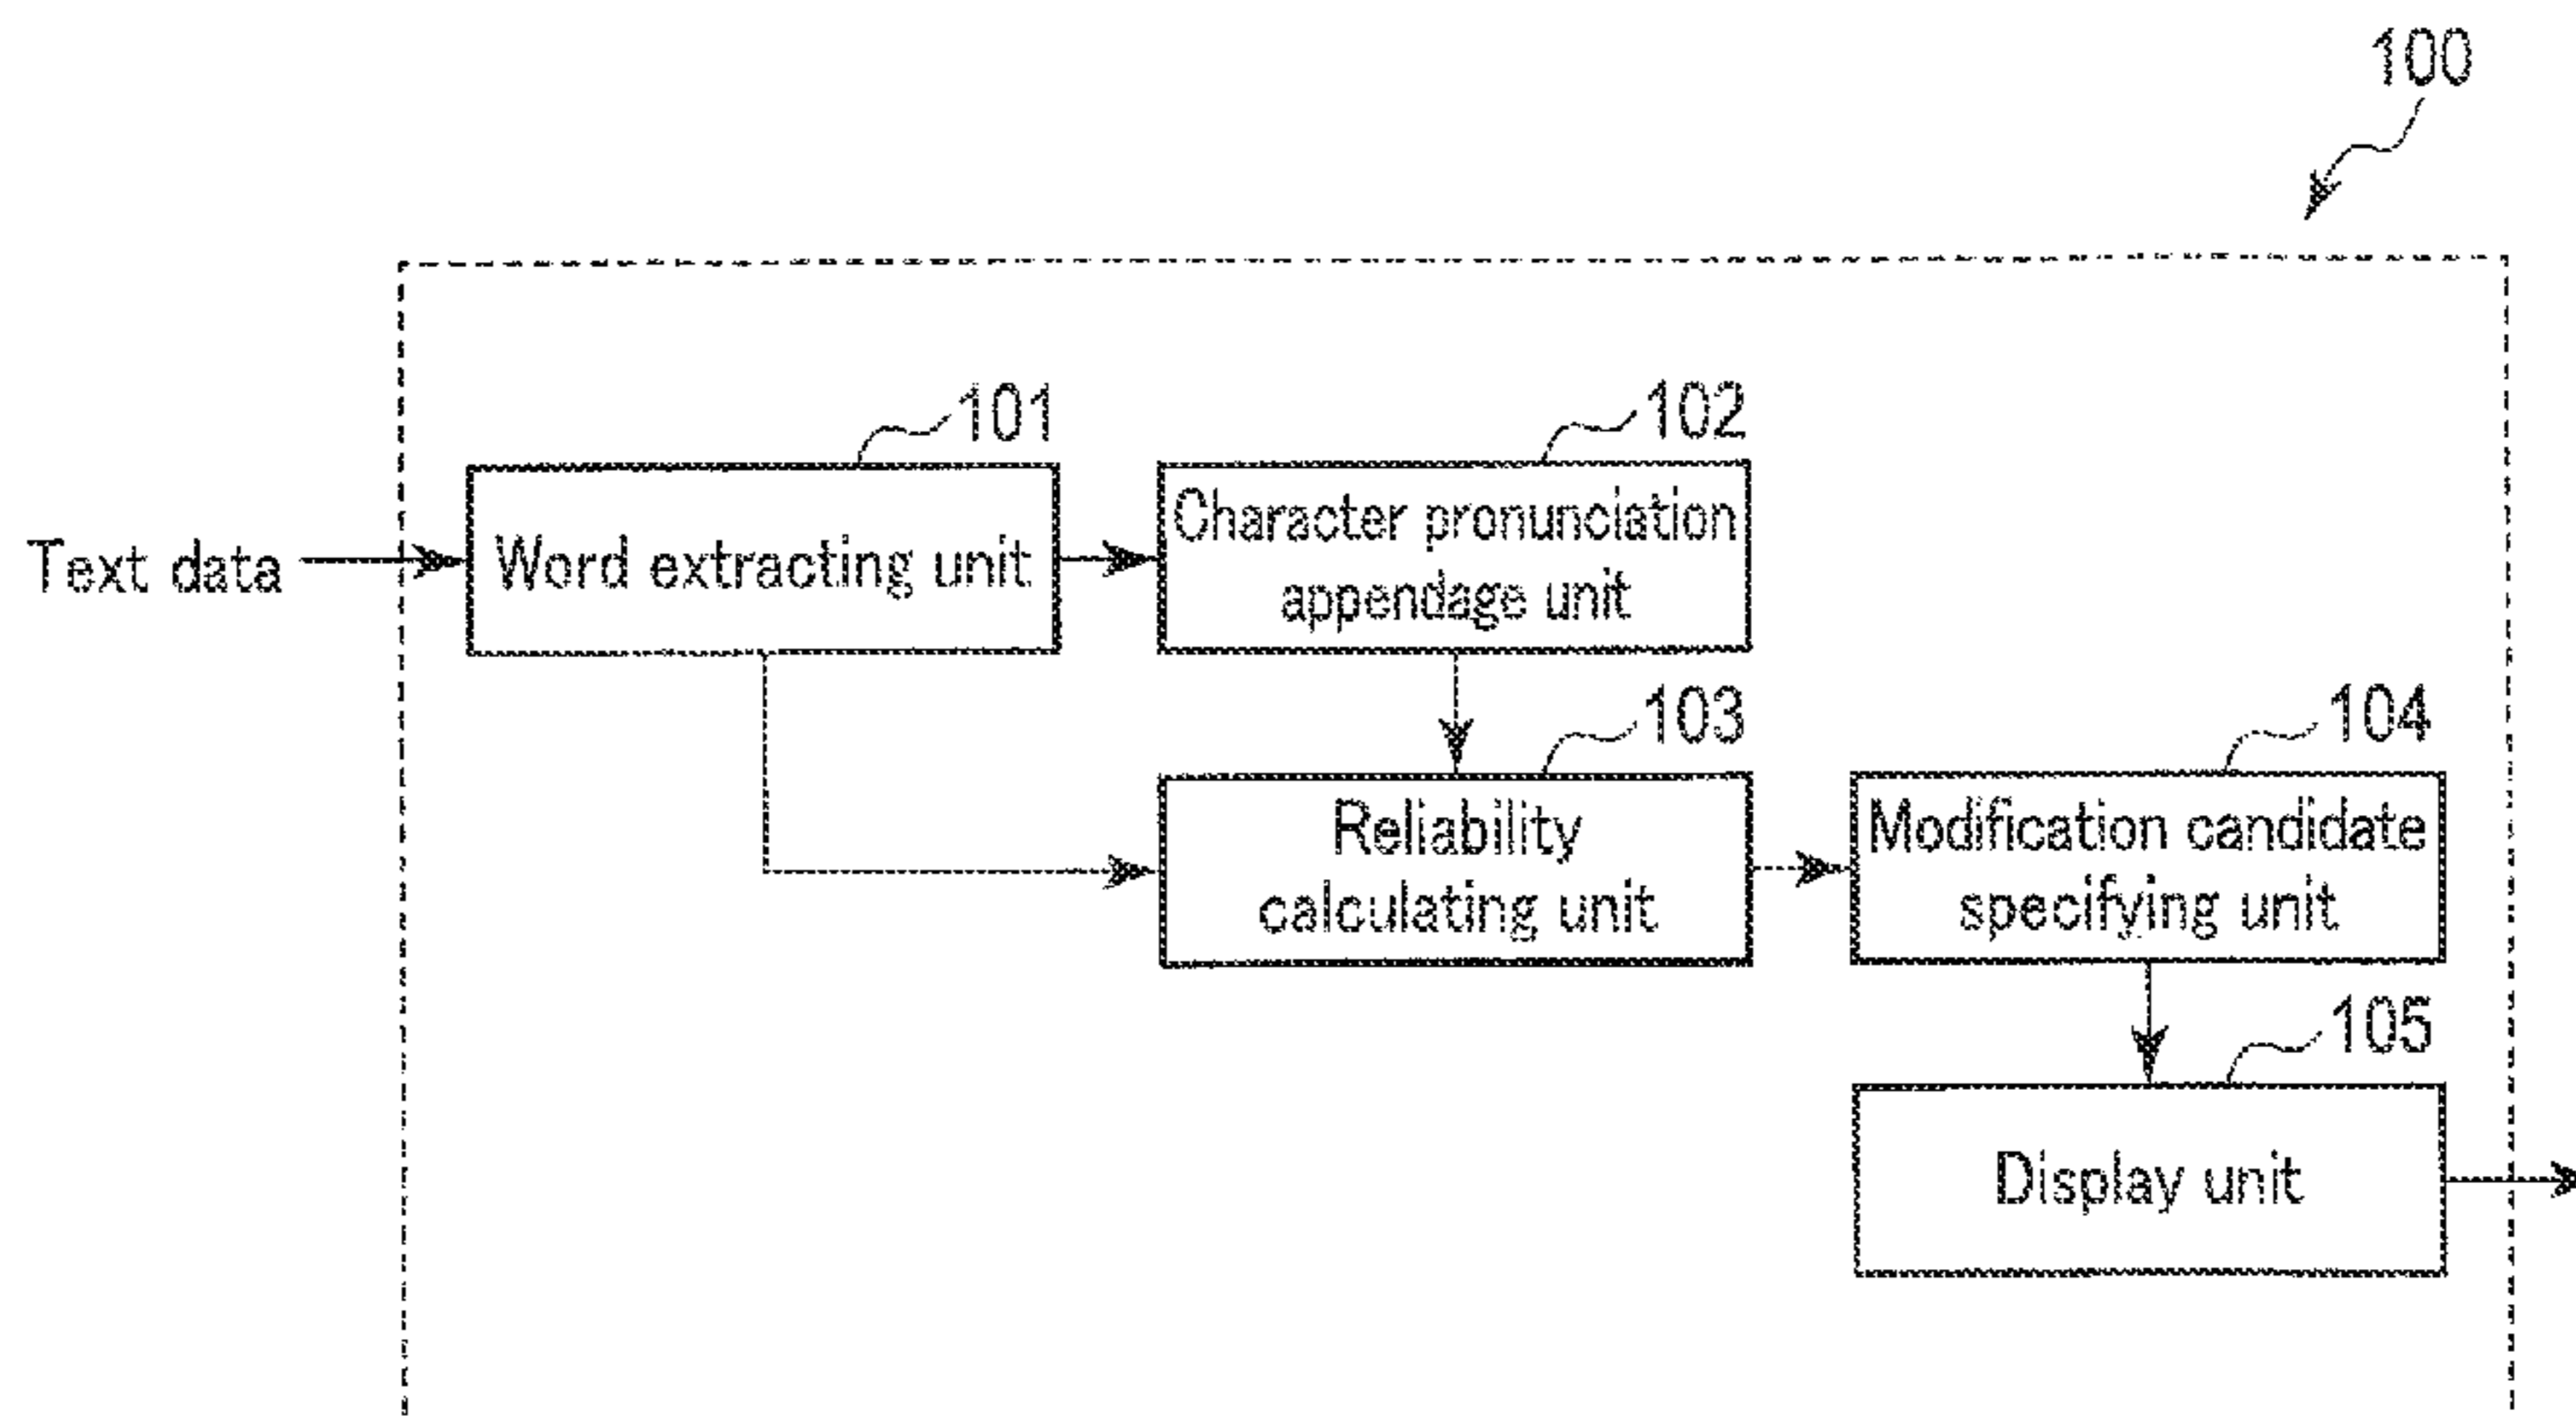 100
101
102
Text data
Word extracting unit
Character pronunciation
appendage unit
103
104
Reliability
calculating unit
Modification candidate
specifying unit
105
Display unit